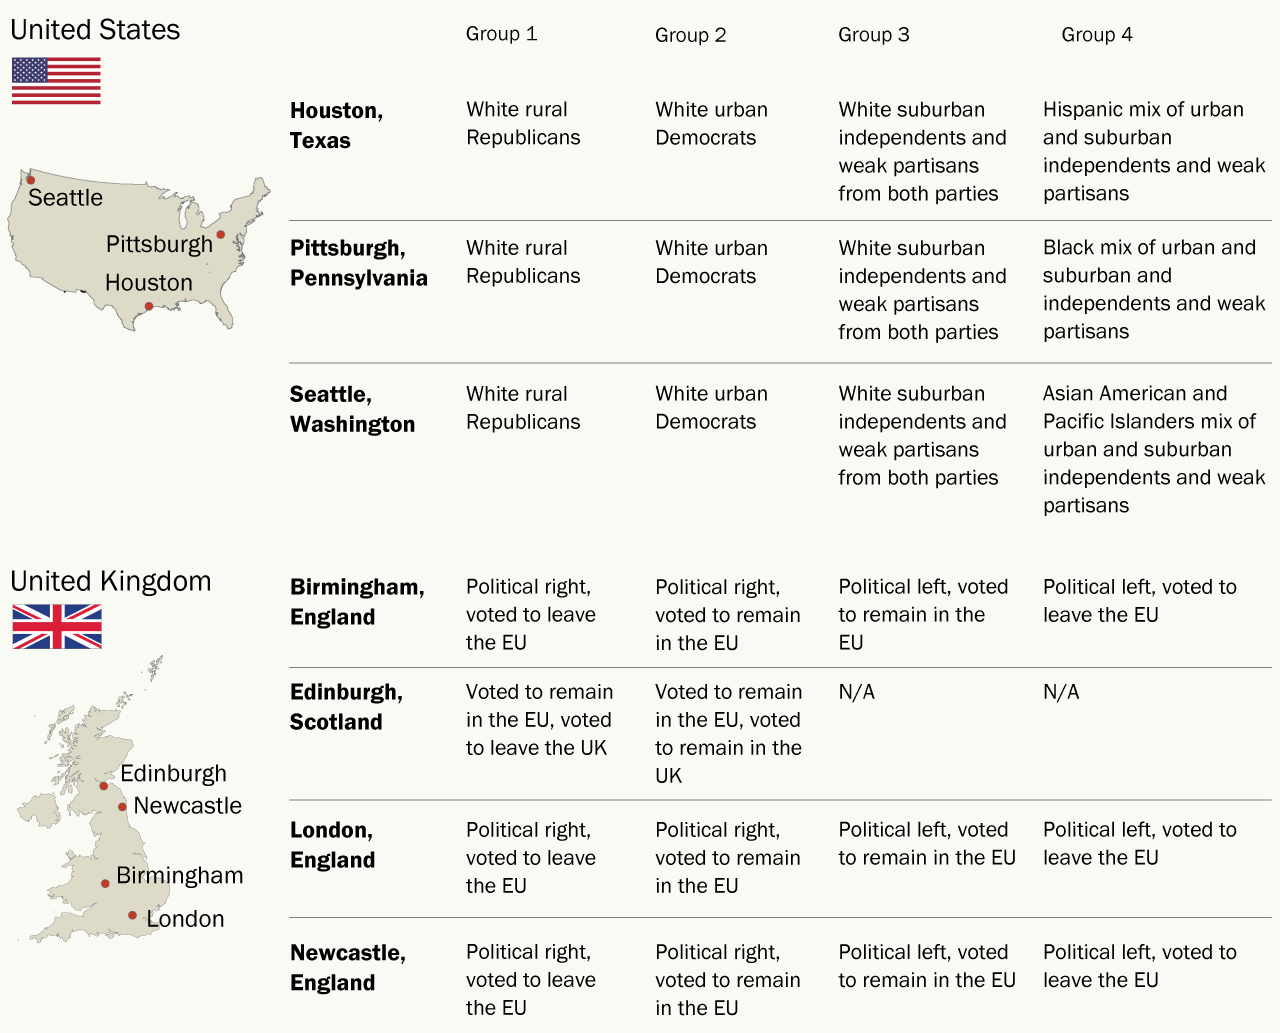 United States
Group 1
Group 2
Group 3
Group 4
Houston,
Texas
White rural
Republicans
White urban
Democrats
White suburban
independents and
weak partisans
from both parties
Hispanic mix of urban
and suburban
independents and weak
partisans
Seattle
Pittsburgh
Houston
Pittsburgh,
Pennsylvania
White rural
Republicans
White urban
Democrats
White suburban
independents and
weak partisans
from both parties
Black mix of urban and
suburban and
independents and weak
partisans
Seattle,
Washington
White rural
Republicans
White urban
Democrats
White suburban
independents and
weak partisans
from both parties
Asian American and
Pacific Islanders mix of
urban and suburban
independents and weak
partisans
United Kingdom
Birmingham,
England
Political right,
voted to leave
the EU
Political right,
voted to remain
in the EU
Political left, voted
to remain in the
EU
Political left, voted to
leave the EU
Edinburgh,
Scotland
Voted to remain
in the EU, voted
to leave the UK
Voted to remain
in the EU, voted
to remain in the
UK
N/A
N/A
Edinburgh
Newcastle
Birmingham
London
London,
England
Political right,
voted to leave
the EU
Political right,
voted to remain
in the EU
Political left, voted
to remain in the EU
Political left, voted to
leave the EU
Newcastle,
England
Political right,
voted to leave
the EU
Political right,
voted to remain
in the EU
Political left, voted
to remain in the EU
Political left, voted to
leave the EU